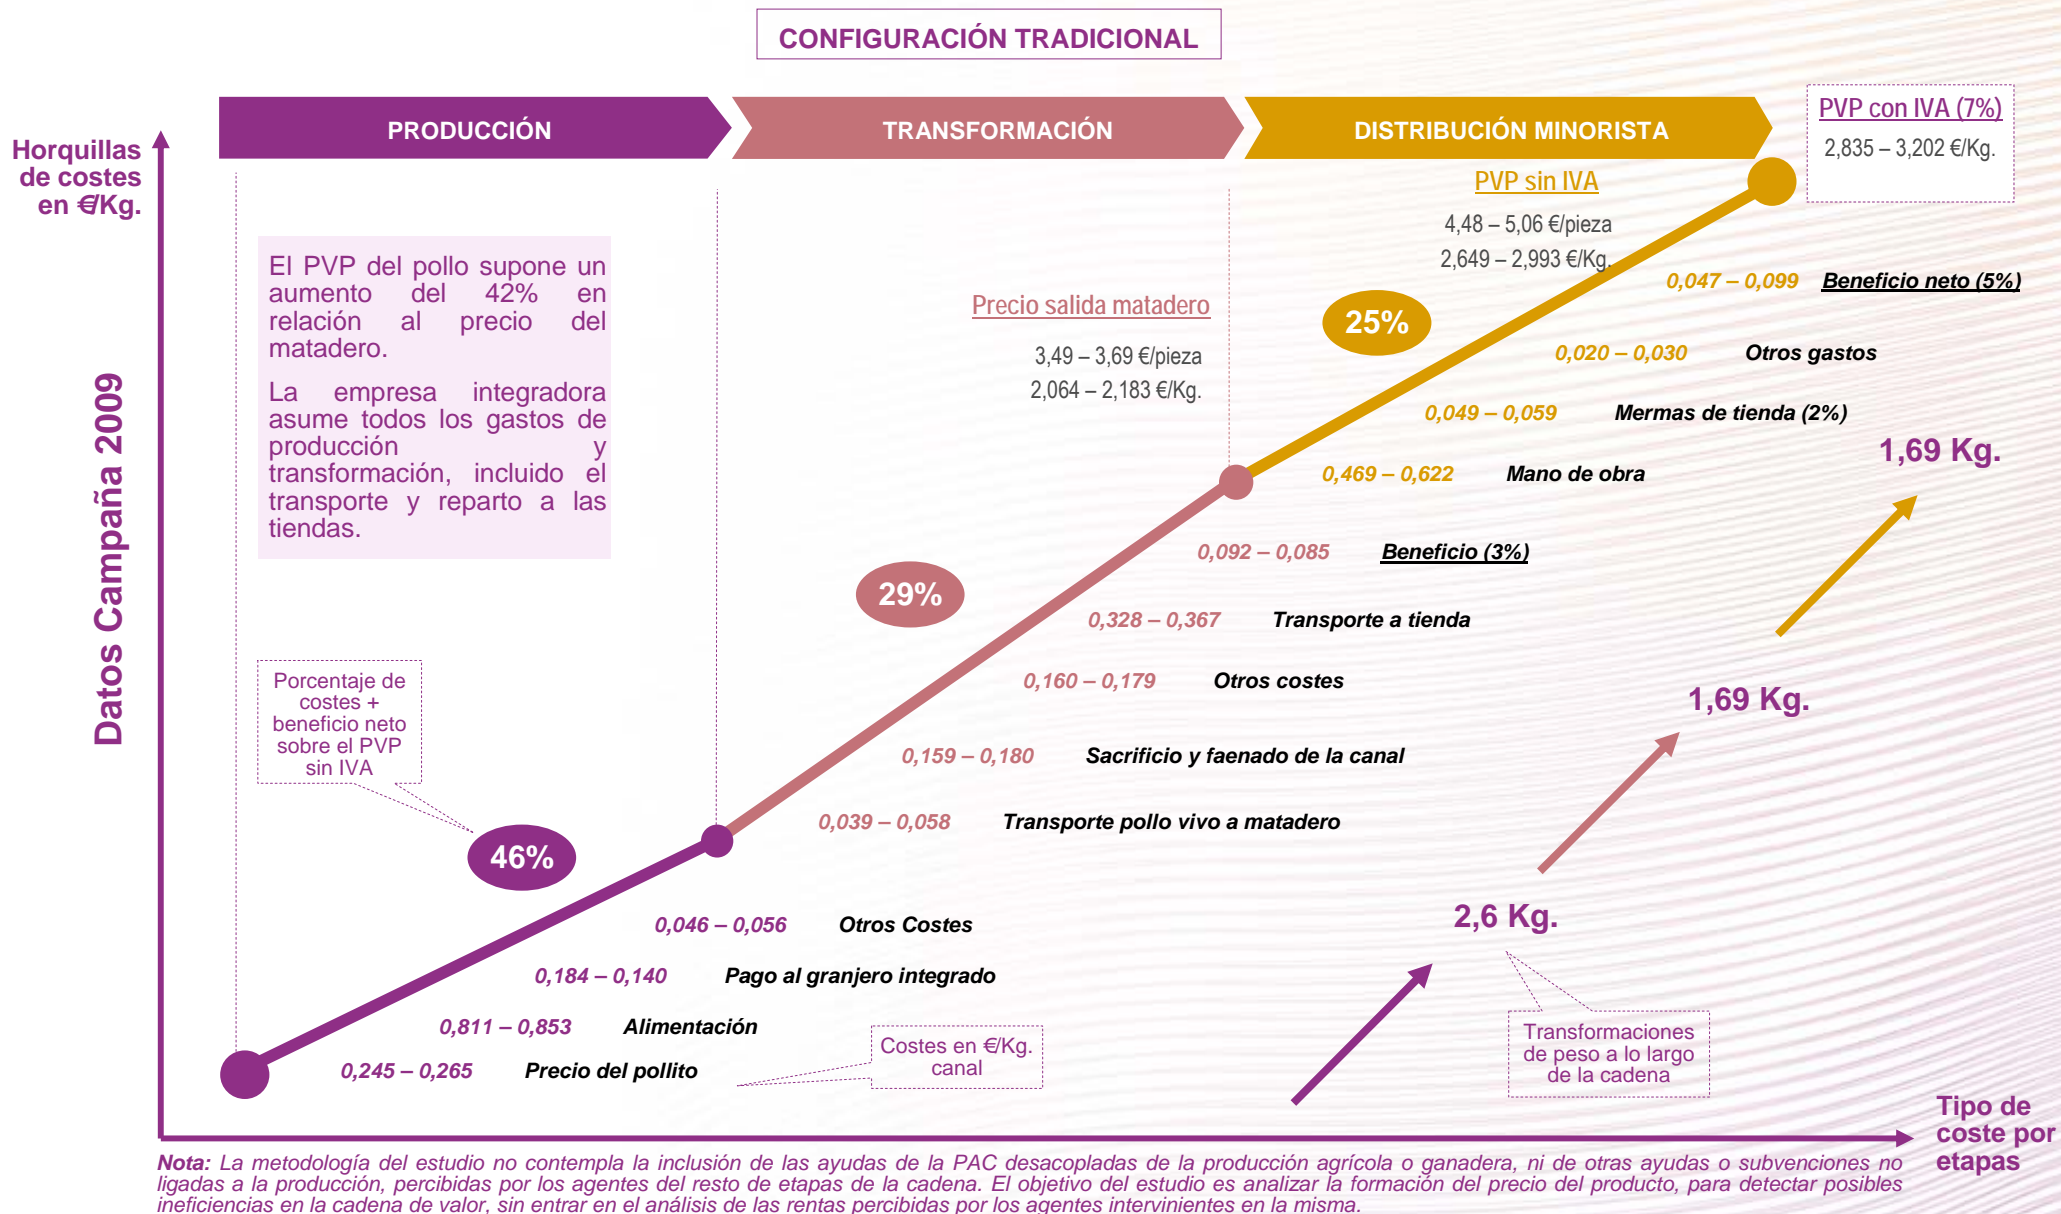 CONFIGURACIÓN TRADICIONAL
PRODUCCIÓN
TRANSFORMACIÓN
DISTRIBUCIÓN MINORISTA
PVP con IVA (7%)
2,835 – 3,202 €/Kg.
Horquillas
de costes
en €/Kg.
Datos Campaña 2009
El PVP del pollo supone un
aumento del 42% en
relación al precio del
matadero.
La empresa integradora
asume todos los gastos de
producción y
transformación, incluido el
transporte y reparto a las
tiendas.
PVP sin IVA
4,48 – 5,06 €/pieza
2,649 – 2,993 €/Kg.
Precio salida matadero
3,49 – 3,69 €/pieza
2,064 – 2,183 €/Kg.
25%
0,047 – 0,099 Beneficio neto (5%)
0,020 – 0,030 Otros gastos
0,049 – 0,059 Mermas de tienda (2%)
0,469 – 0,622 Mano de obra
1,69 Kg.
29%
0,092 – 0,085 Beneficio (3%)
0,328 – 0,367 Transporte a tienda
0,160 – 0,179 Otros costes
0,159 – 0,180 Sacrificio y faenado de la canal
0,039 – 0,058 Transporte pollo vivo a matadero
1,69 Kg.
Porcentaje de
costes +
beneficio neto
sobre el PVP
sin IVA
46%
0,046 – 0,056 Otros Costes
0,184 – 0,140 Pago al granjero integrado
0,811 – 0,853 Alimentación
0,245 – 0,265 Precio del pollito
Costes en €/Kg.
canal
2,6 Kg.
Transformaciones
de peso a lo largo
de la cadena
Tipo de
coste por
etapas
Nota: La metodología del estudio no contempla la inclusión de las ayudas de la PAC desacopladas de la producción agrícola o ganadera, ni de otras ayudas o subvenciones no
ligadas a la producción, percibidas por los agentes del resto de etapas de la cadena. El objetivo del estudio es analizar la formación del precio del producto, para detectar posibles
ineficiencias en la cadena de valor, sin entrar en el análisis de las rentas percibidas por los agentes intervinientes en la misma.